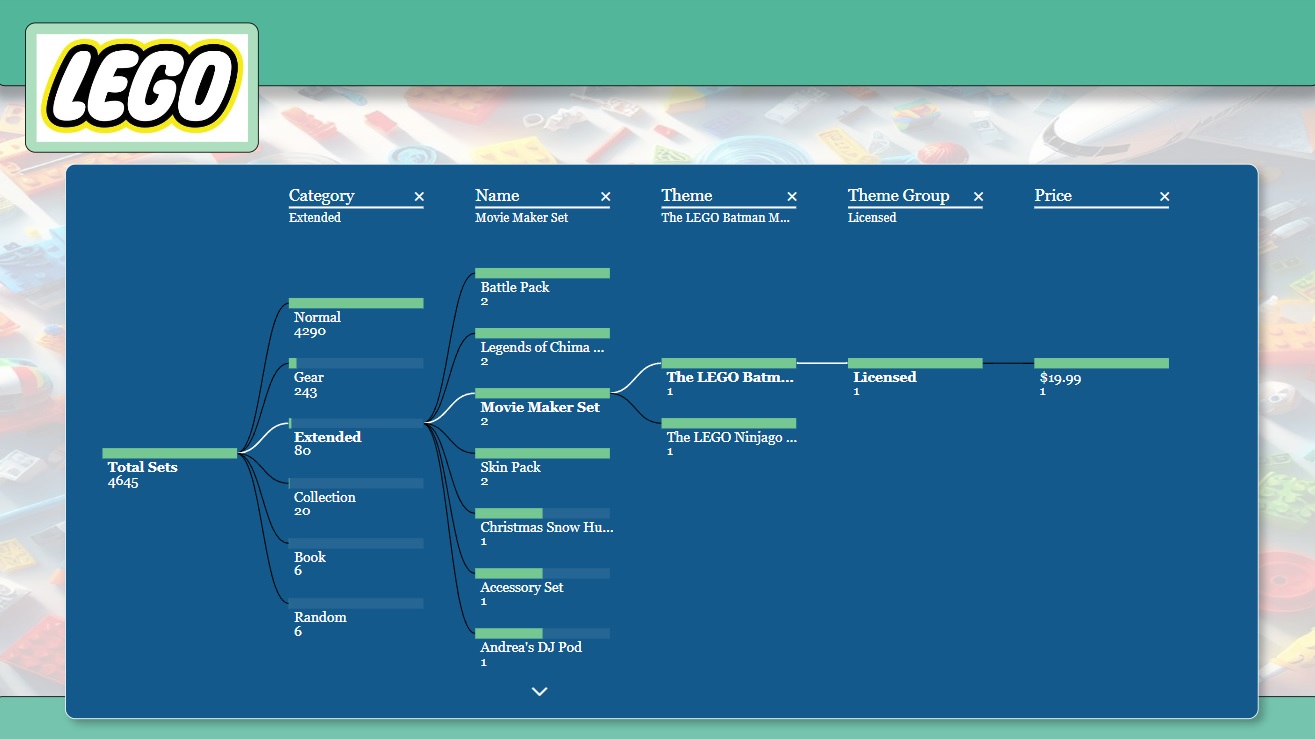 LEGO
Category ×
Extended
Name ×
Movie Maker Set
Theme ×
The LEGO Batman M...
Theme Group ×
Licensed
Price ×
Total Sets
4645
Normal
4290
Gear
243
Extended
80
Collection
20
Book
6
Random
6
Battle Pack
2
Legends of Chima ...
2
Movie Maker Set
2
Skin Pack
2
Christmas Snow Hu...
1
Accessory Set
1
Andrea's DJ Pod
1
The LEGO Batm...
1
The LEGO Ninjago ...
1
Licensed
1
$19.99
1